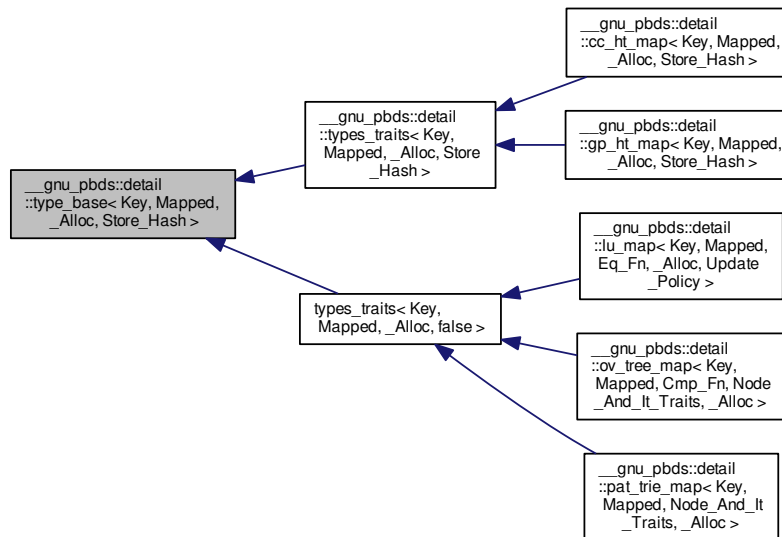 __gnu_pbds::detail
::type_base< Key, Mapped,
_Alloc, Store_Hash >
__gnu_pbds::detail
::types_traits< Key,
Mapped, _Alloc, Store
_Hash >
types_traits< Key,
Mapped, _Alloc, false >
__gnu_pbds::detail
::cc_ht_map< Key, Mapped,
_Alloc, Store_Hash >
__gnu_pbds::detail
::gp_ht_map< Key, Mapped,
_Alloc, Store_Hash >
__gnu_pbds::detail
::lu_map< Key, Mapped,
Eq_Fn, _Alloc, Update
_Policy >
__gnu_pbds::detail
::ov_tree_map< Key,
Mapped, Cmp_Fn, Node
_And_It_Traits, _Alloc >
__gnu_pbds::detail
::pat_trie_map< Key,
Mapped, Node_And_It
_Traits, _Alloc >